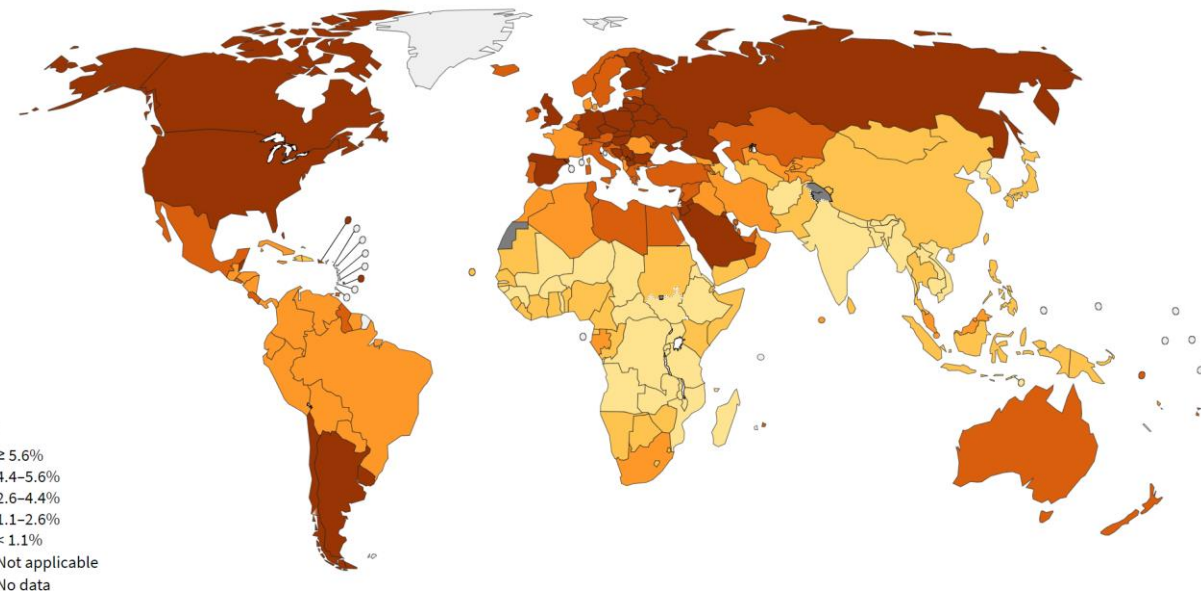 ≥ 5.6%
4.4–5.6%
2.6–4.4%
1.1–2.6%
< 1.1%
Not applicable
No data